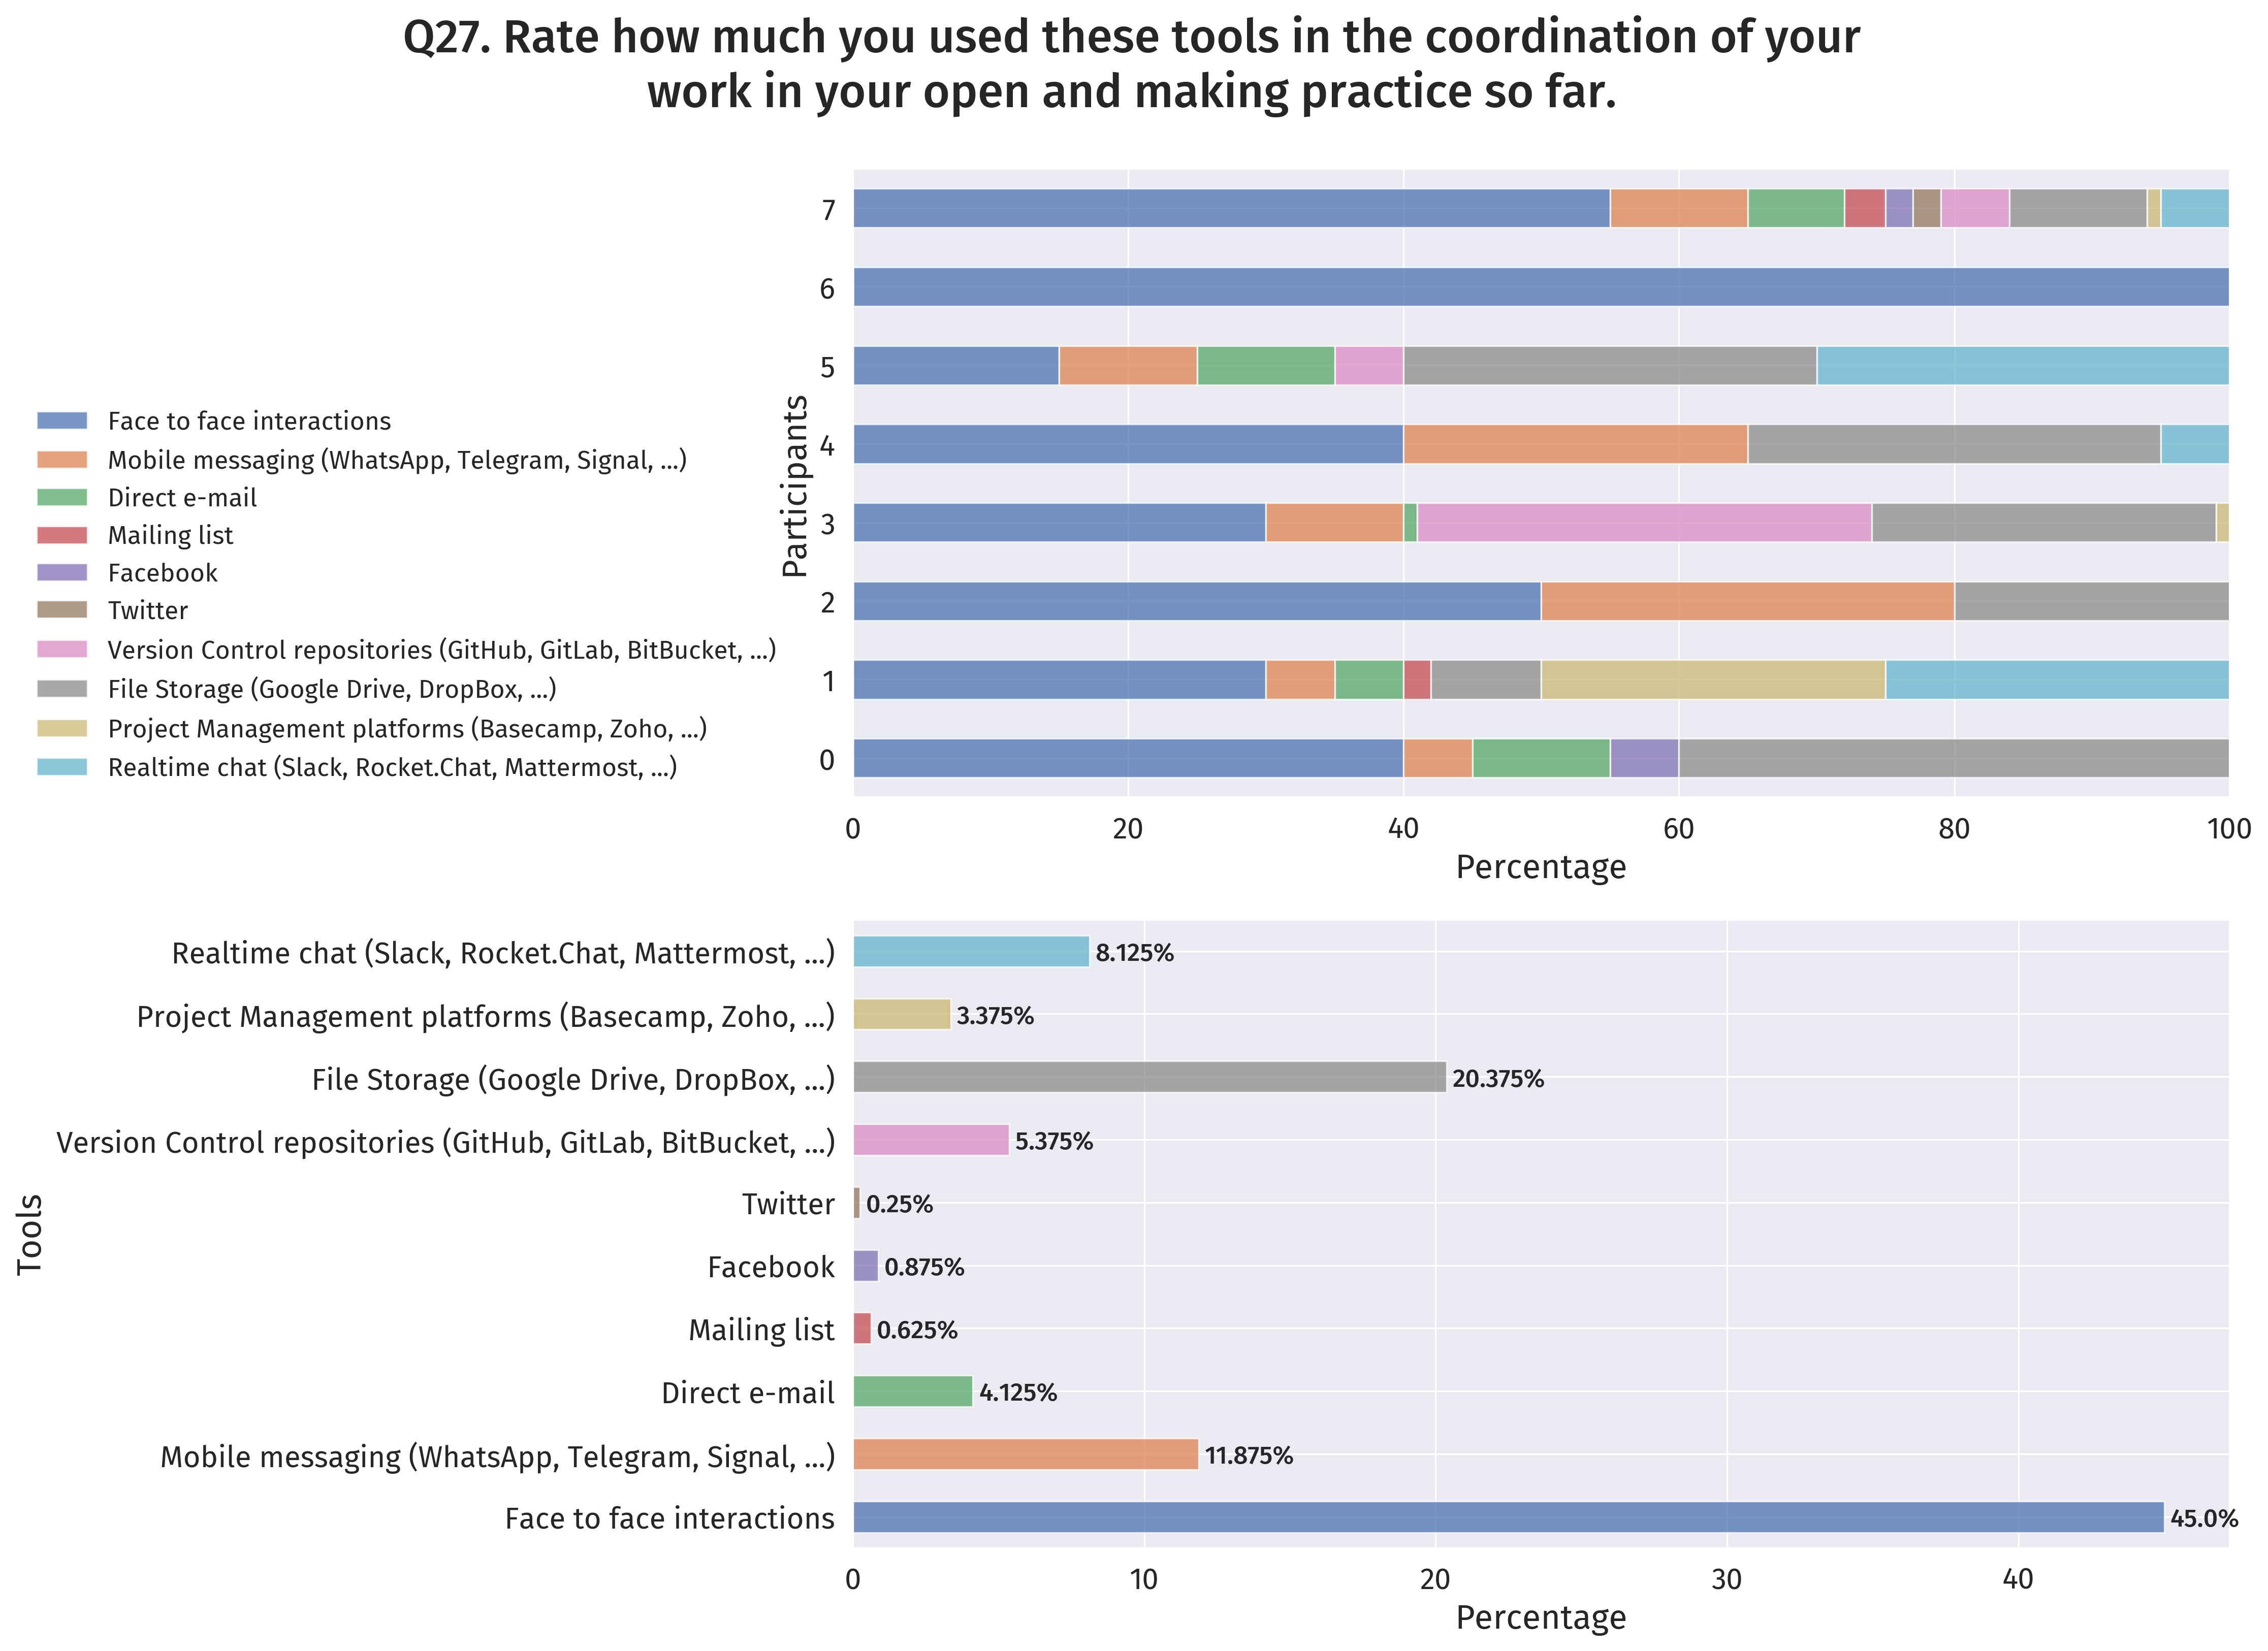 Q27. Rate how much you used these tools in the coordination of your
work in your open and making practice so far.
Face to face interactions
Mobile messaging (WhatsApp, Telegram, Signal, ...)
Direct e-mail
Mailing list
Facebook
Twitter
Version Control repositories (GitHub, GitLab, BitBucket, ...)
File Storage (Google Drive, DropBox, ...)
Project Management platforms (Basecamp, Zoho, ...)
Realtime chat (Slack, Rocket.Chat, Mattermost, ...)
Participants
7
6
5
4
3
2
1
0
0 20 40 60 80 100
Percentage
Tools
Realtime chat (Slack, Rocket.Chat, Mattermost, ...) 8.125%
Project Management platforms (Basecamp, Zoho, ...) 3.375%
File Storage (Google Drive, DropBox, ...) 20.375%
Version Control repositories (GitHub, GitLab, BitBucket, ...) 5.375%
Twitter 0.25%
Facebook 0.875%
Mailing list 0.625%
Direct e-mail 4.125%
Mobile messaging (WhatsApp, Telegram, Signal, ...) 11.875%
Face to face interactions 45.0%
0 10 20 30 40
Percentage